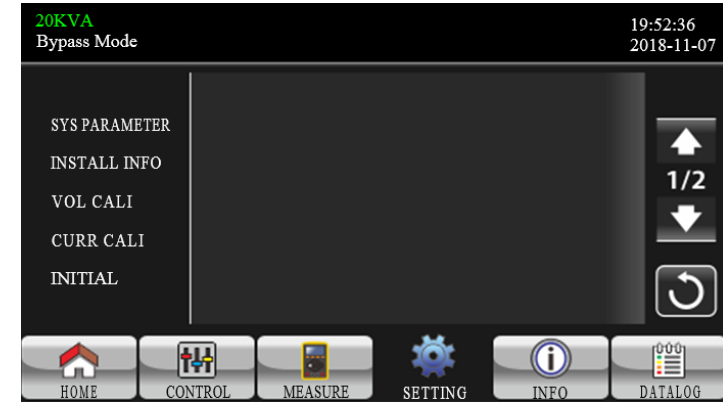 20KVA
Bypass Mode
19:52:36
2018-11-07
SYS PARAMETER
INSTALL INFO
VOL CALI
CURR CALI
INITIAL
1/2
HOME
CONTROL
MEASURE
SETTING
INFO
DATALOG